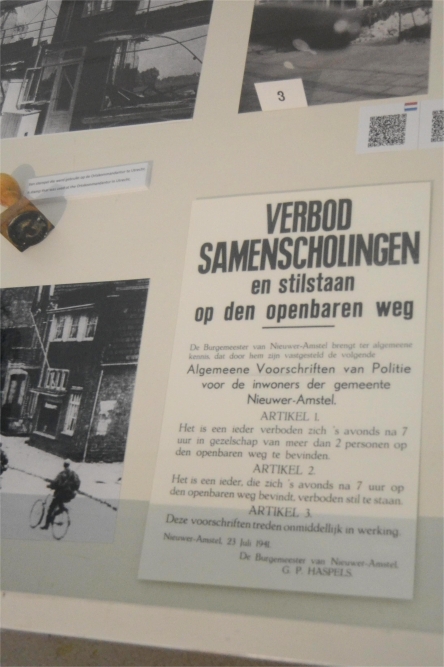 3
VERBOD
SAMENSCHOLINGEN
en stilstaan
op den openbaren weg
De Burgemeester van Nieuwer-Amstel brengt ter algemeene
kennis, dat door hem zijn vastgesteld de volgende
Algemeene Voorschriften van Politie
voor de inwoners der gemeente
Nieuwer-Amstel.
ARTIKEL 1.
Het is een ieder verboden zich 's avonds na 7
uur in gezelschap van meer dan 2 personen op
den openbaren weg te bevinden.
ARTIKEL 2.
Het is een ieder, die zich 's avonds na 7 uur op
den openbaren weg bevindt, verboden stil te staan.
ARTIKEL 3.
Deze voorschriften treden onmiddellijk in werking.
Nieuwer-Amstel, 23 Juli 1941.
De Burgemeester van Nieuwer-Amstel,
G. P. HASPELS.